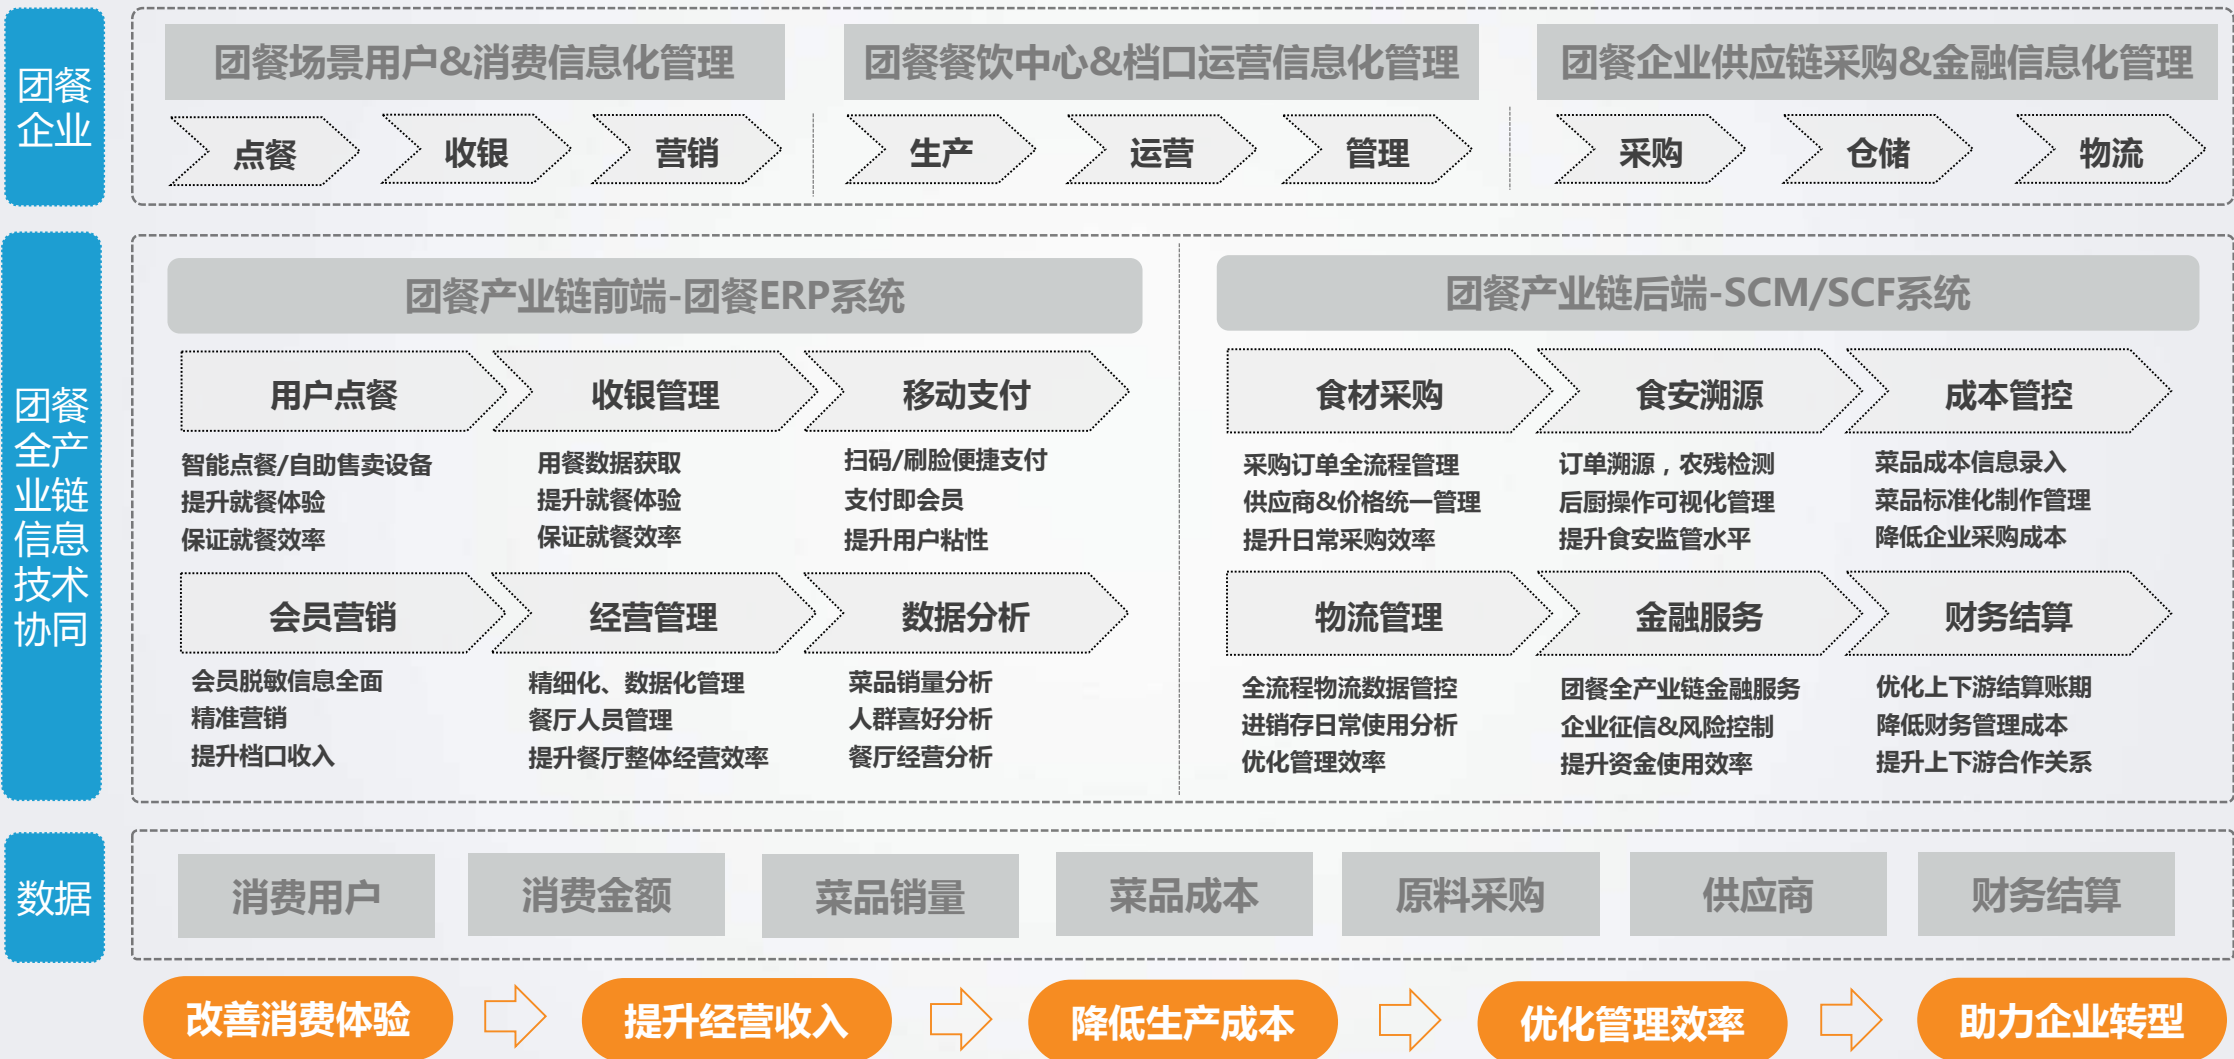 团餐
企业
团餐场景用户&消费信息化管理
点餐
收银
营销
团餐餐饮中心&档口运营信息化管理
生产
运营
管理
团餐企业供应链采购&金融信息化管理
采购
仓储
物流
团餐
全产
业链
信息
技术
协同
团餐产业链前端-团餐ERP系统
用户点餐
智能点餐/自助售卖设备
提升就餐体验
保证就餐效率
收银管理
用餐数据获取
提升就餐体验
保证就餐效率
移动支付
扫码/刷脸便捷支付
支付即会员
提升用户粘性
会员营销
会员脱敏信息全面
精准营销
提升档口收入
经营管理
精细化、数据化管理
餐厅人员管理
提升餐厅整体经营效率
数据分析
菜品销量分析
人群喜好分析
餐厅经营分析
团餐产业链后端-SCM/SCF系统
食材采购
采购订单全流程管理
供应商&价格统一管理
提升日常采购效率
食安溯源
订单溯源，农残检测
后厨操作可视化管理
提升食安监管水平
成本管控
菜品成本信息录入
菜品标准化制作管理
降低企业采购成本
物流管理
全流程物流数据管控
进销存日常使用分析
优化管理效率
金融服务
团餐全产业链金融服务
企业征信&风险控制
提升资金使用效率
财务结算
优化上下游结算账期
降低财务管理成本
提升上下游合作关系
数据
消费用户
消费金额
菜品销量
菜品成本
原料采购
供应商
财务结算
改善消费体验
提升经营收入
降低生产成本
优化管理效率
助力企业转型